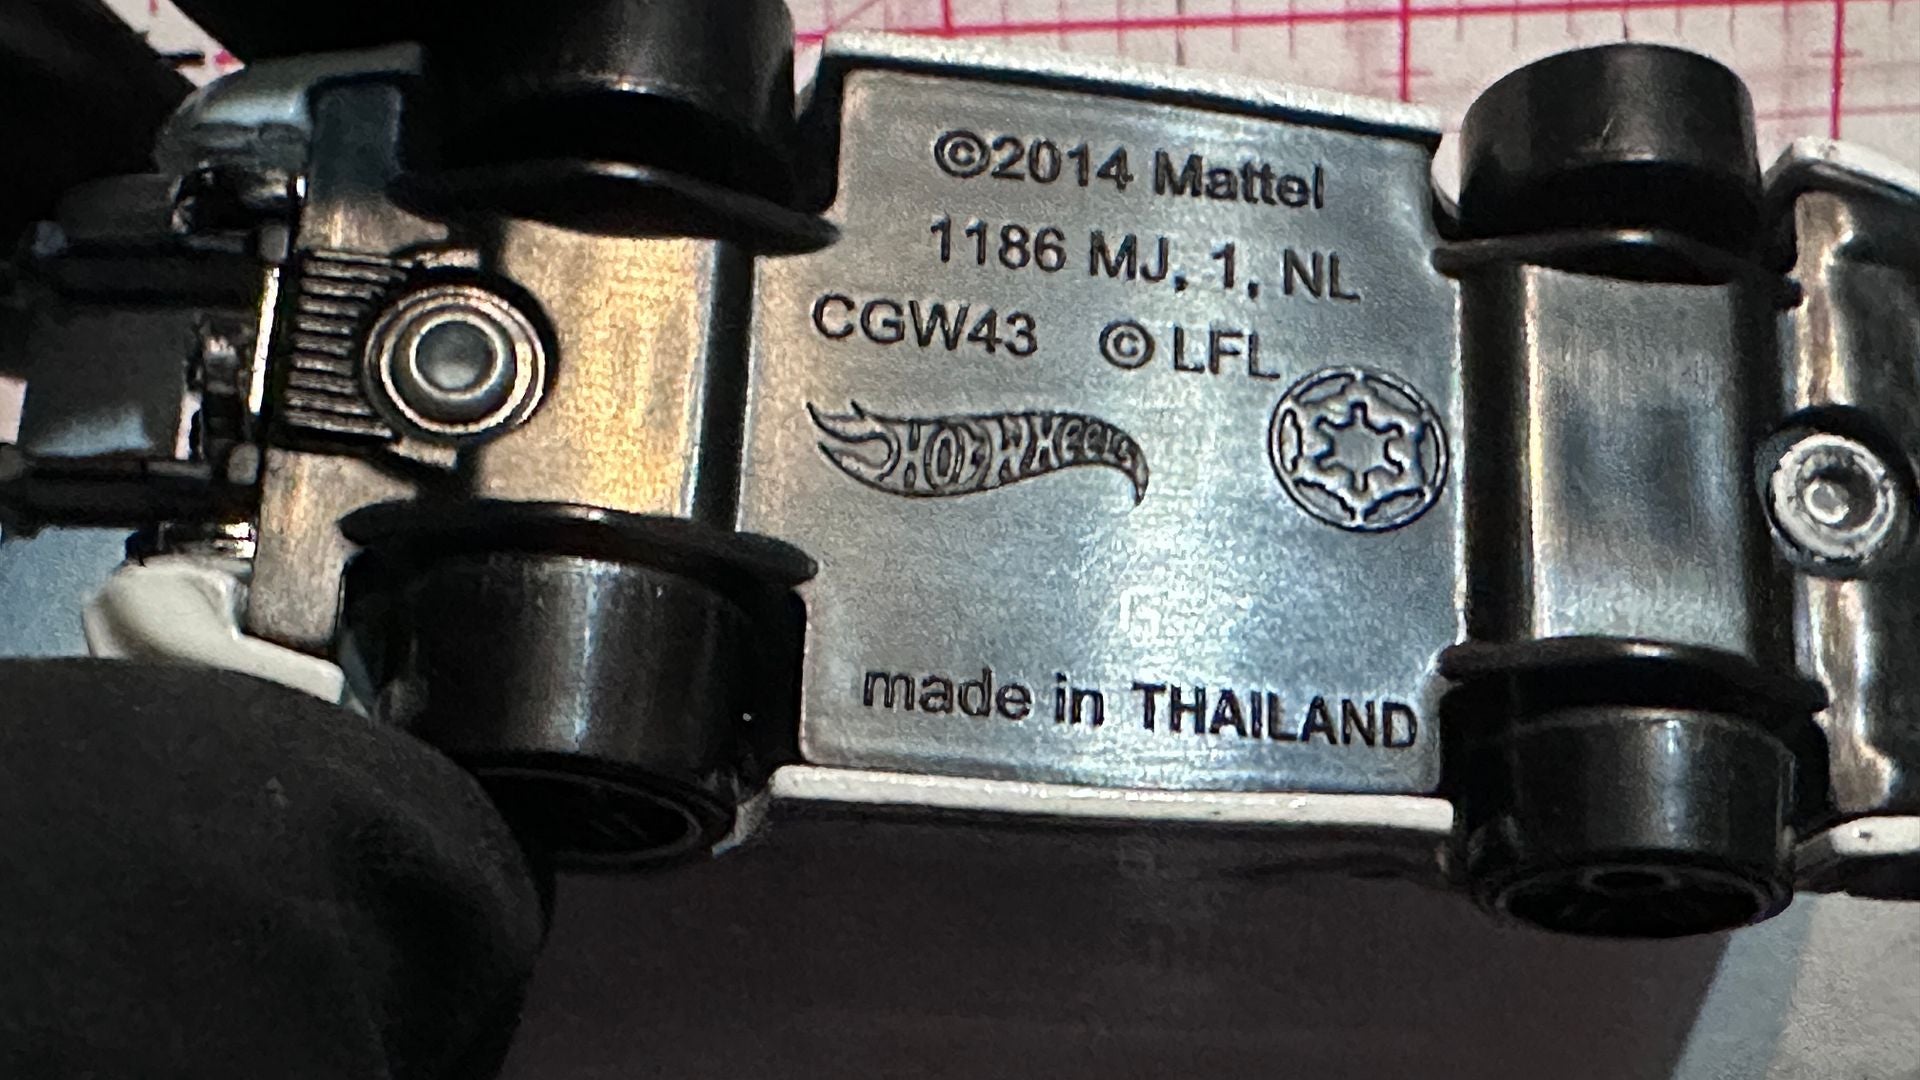 ©2014 Mattel
1186 MJ, 1, NL
CGW43 © LFL
HOT WHEELS
made in THAILAND